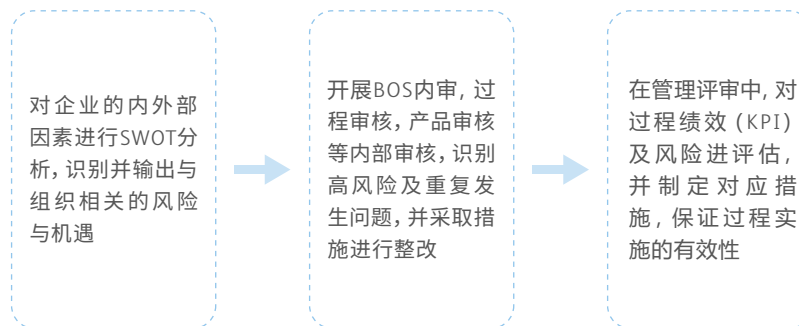 对企业的内外部
因素进行SWOT分
析，识别并输出与
组织相关的风险
与机遇
开展BOS内审，过
程审核，产品审核
等内部审核，识别
高风险及重复发
生问题，并采取措
施进行整改
在管理评审中，对
过程绩效（KPI）
及风险进评估，
并制定对应措
施，保证过程实
施的有效性